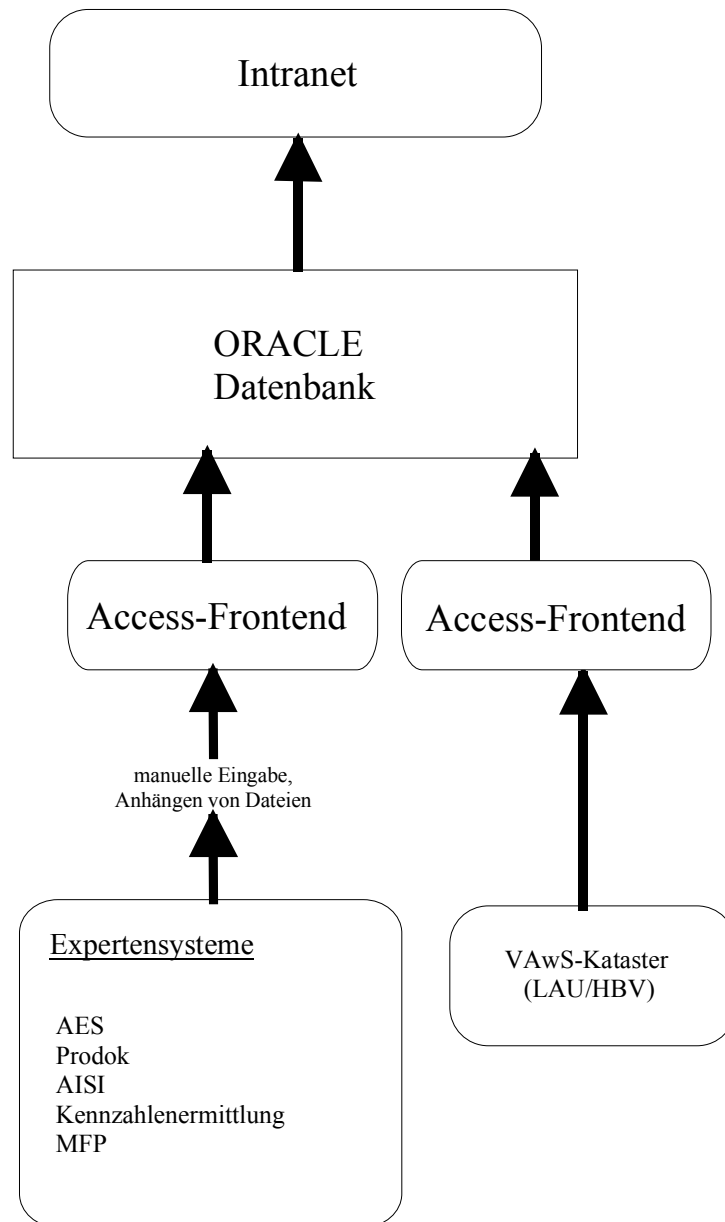 Intranet
ORACLE
Datenbank
Access-Frontend
Access-Frontend
manuelle Eingabe,
Anhängen von Dateien
Expertensysteme
AES
Prodok
AISI
Kennzahlenermittlung
MFP
VAwS-Kataster
(LAU/HBV)